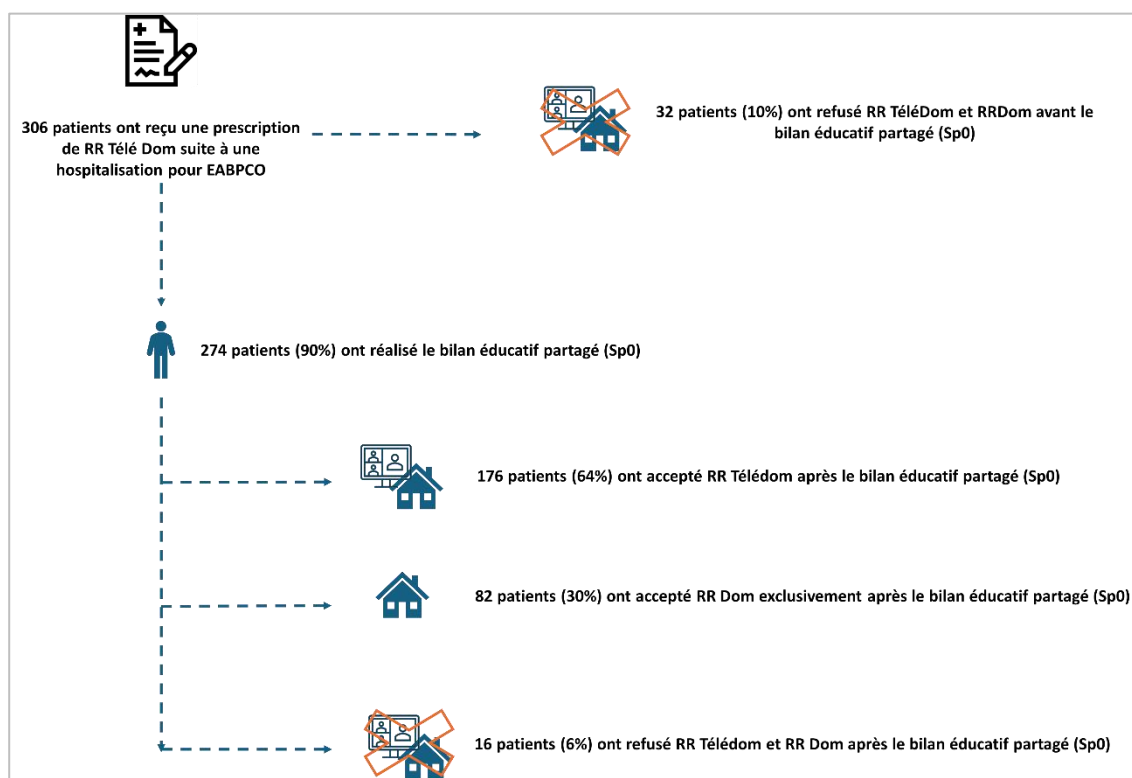 306 patients ont reçu une prescription
de RR Télé Dom suite à une
hospitalisation pour EABPCO
32 patients (10%) ont refusé RR TéléDom et RRDom avant le
bilan éducatif partagé (Sp0)
274 patients (90%) ont réalisé le bilan éducatif partagé (Sp0)
176 patients (64%) ont accepté RR Télédom après le bilan éducatif partagé (Sp0)
82 patients (30%) ont accepté RR Dom exclusivement après le bilan éducatif partagé (Sp0)
16 patients (6%) ont refusé RR Télédom et RR Dom après le bilan éducatif partagé (Sp0)